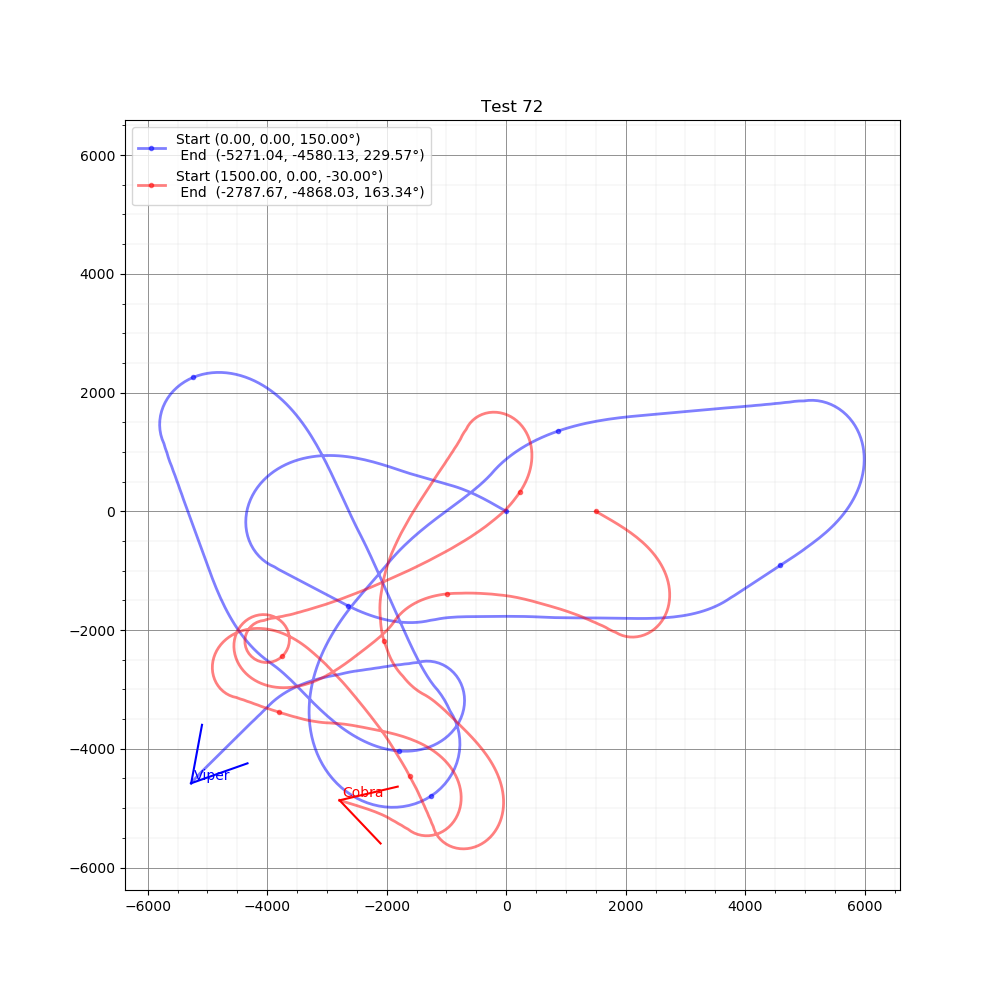 Test 72
Start (0.00, 0.00, 150.00°)
End (-5271.04, -4580.13, 229.57°)
Start (1500.00, 0.00, -30.00°)
End (-2787.67, -4868.03, 163.34°)
6000
4000
2000
0
−2000
−4000
−6000
Viper
Cobra
−6000 −4000 −2000 0 2000 4000 6000